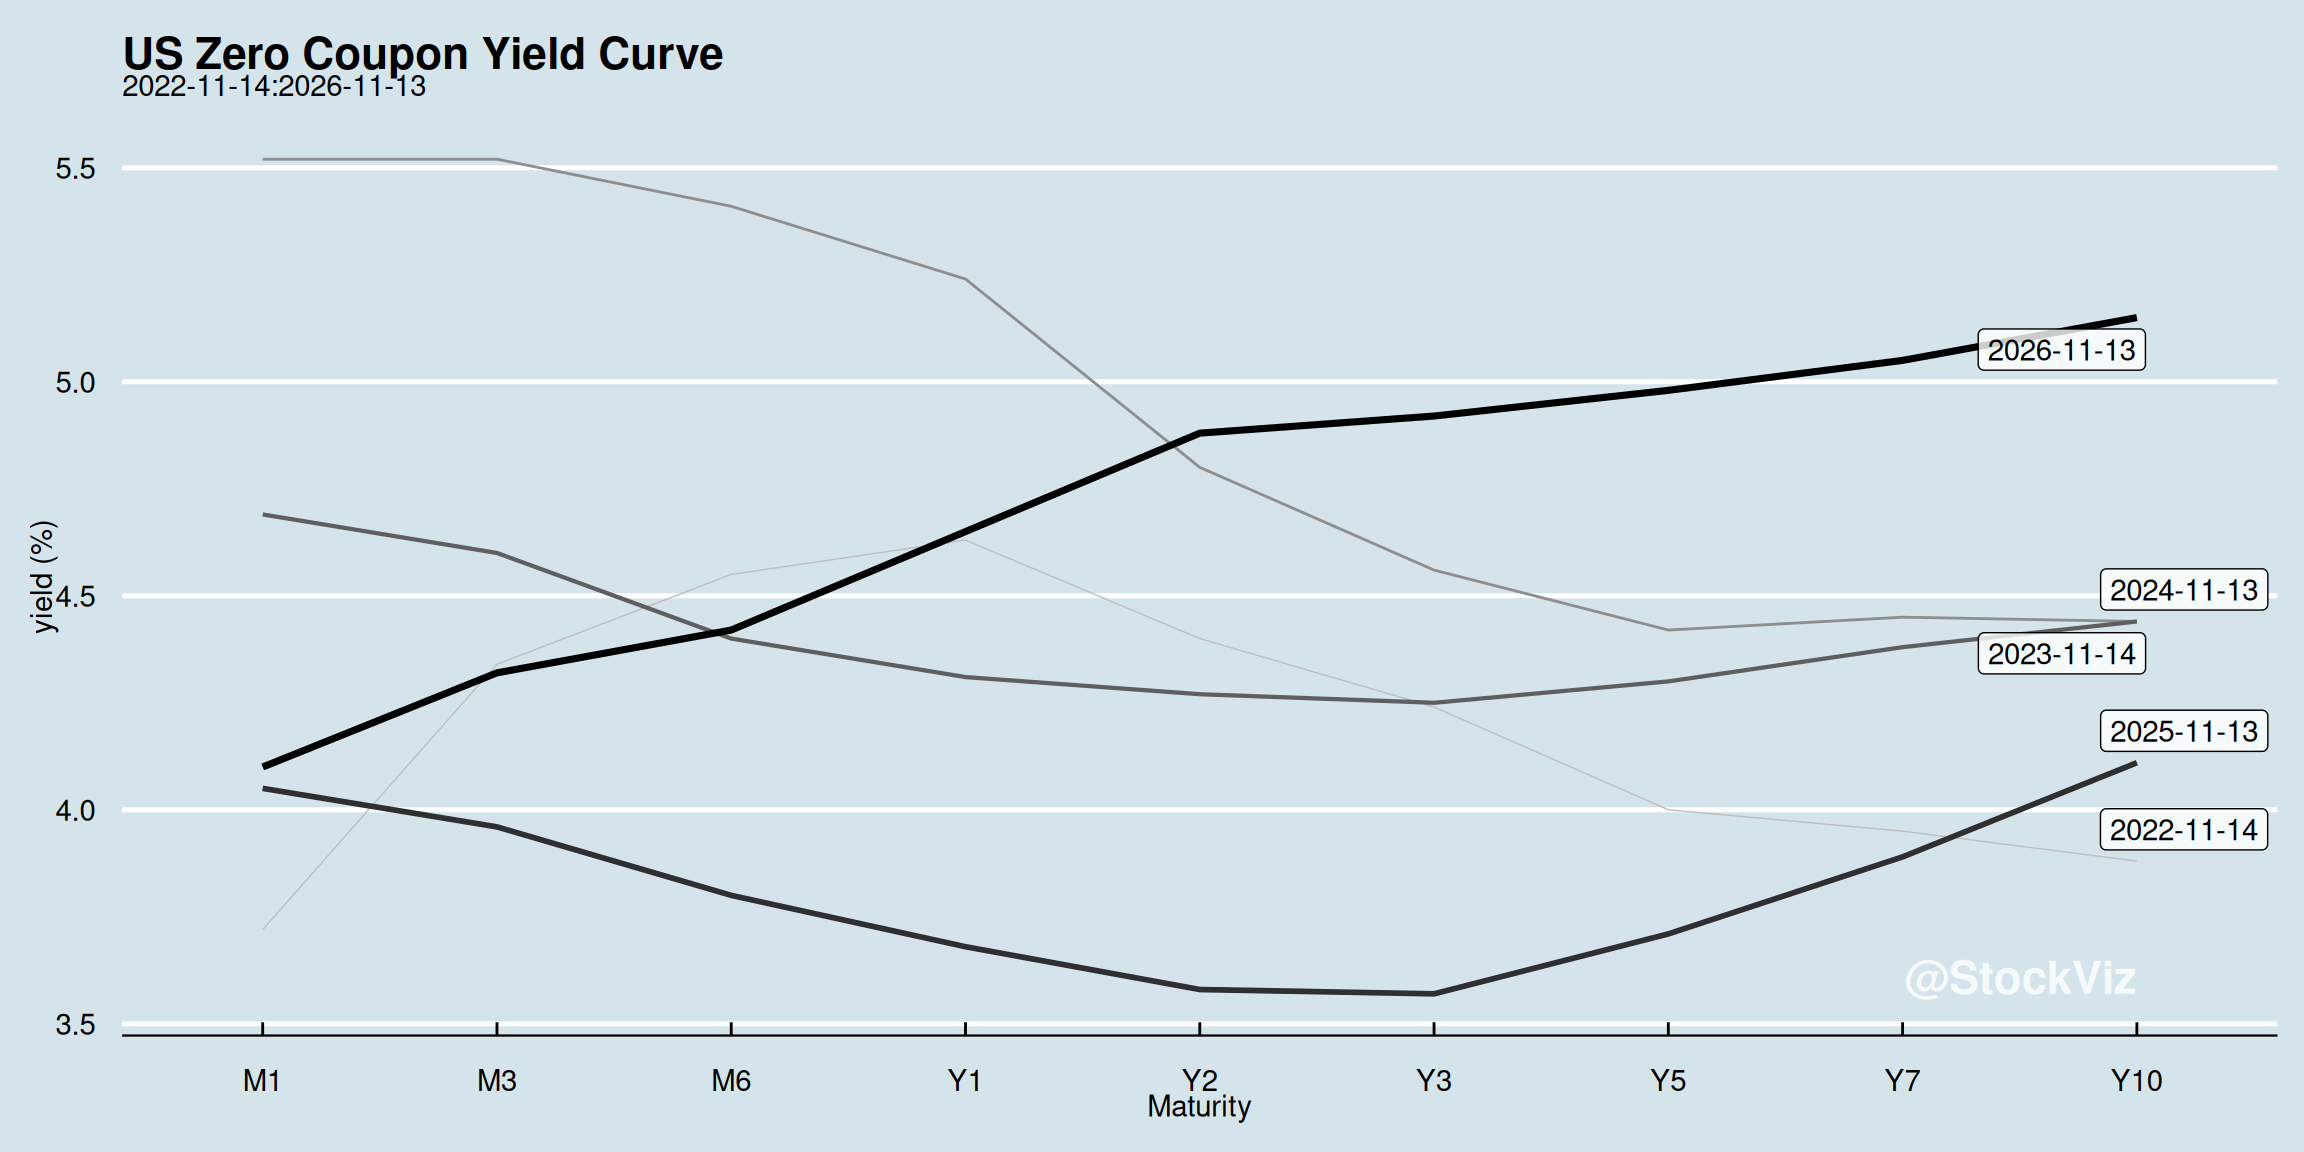 US Zero Coupon Yield Curve
2022-11-14:2026-11-13
5.5
5.0
4.5
4.0
3.5
yield (%)
2026-11-13
2024-11-13
2023-11-14
2025-11-13
2022-11-14
@StockViz
M1 M3 M6 Y1 Y2 Y3 Y5 Y7 Y10
Maturity